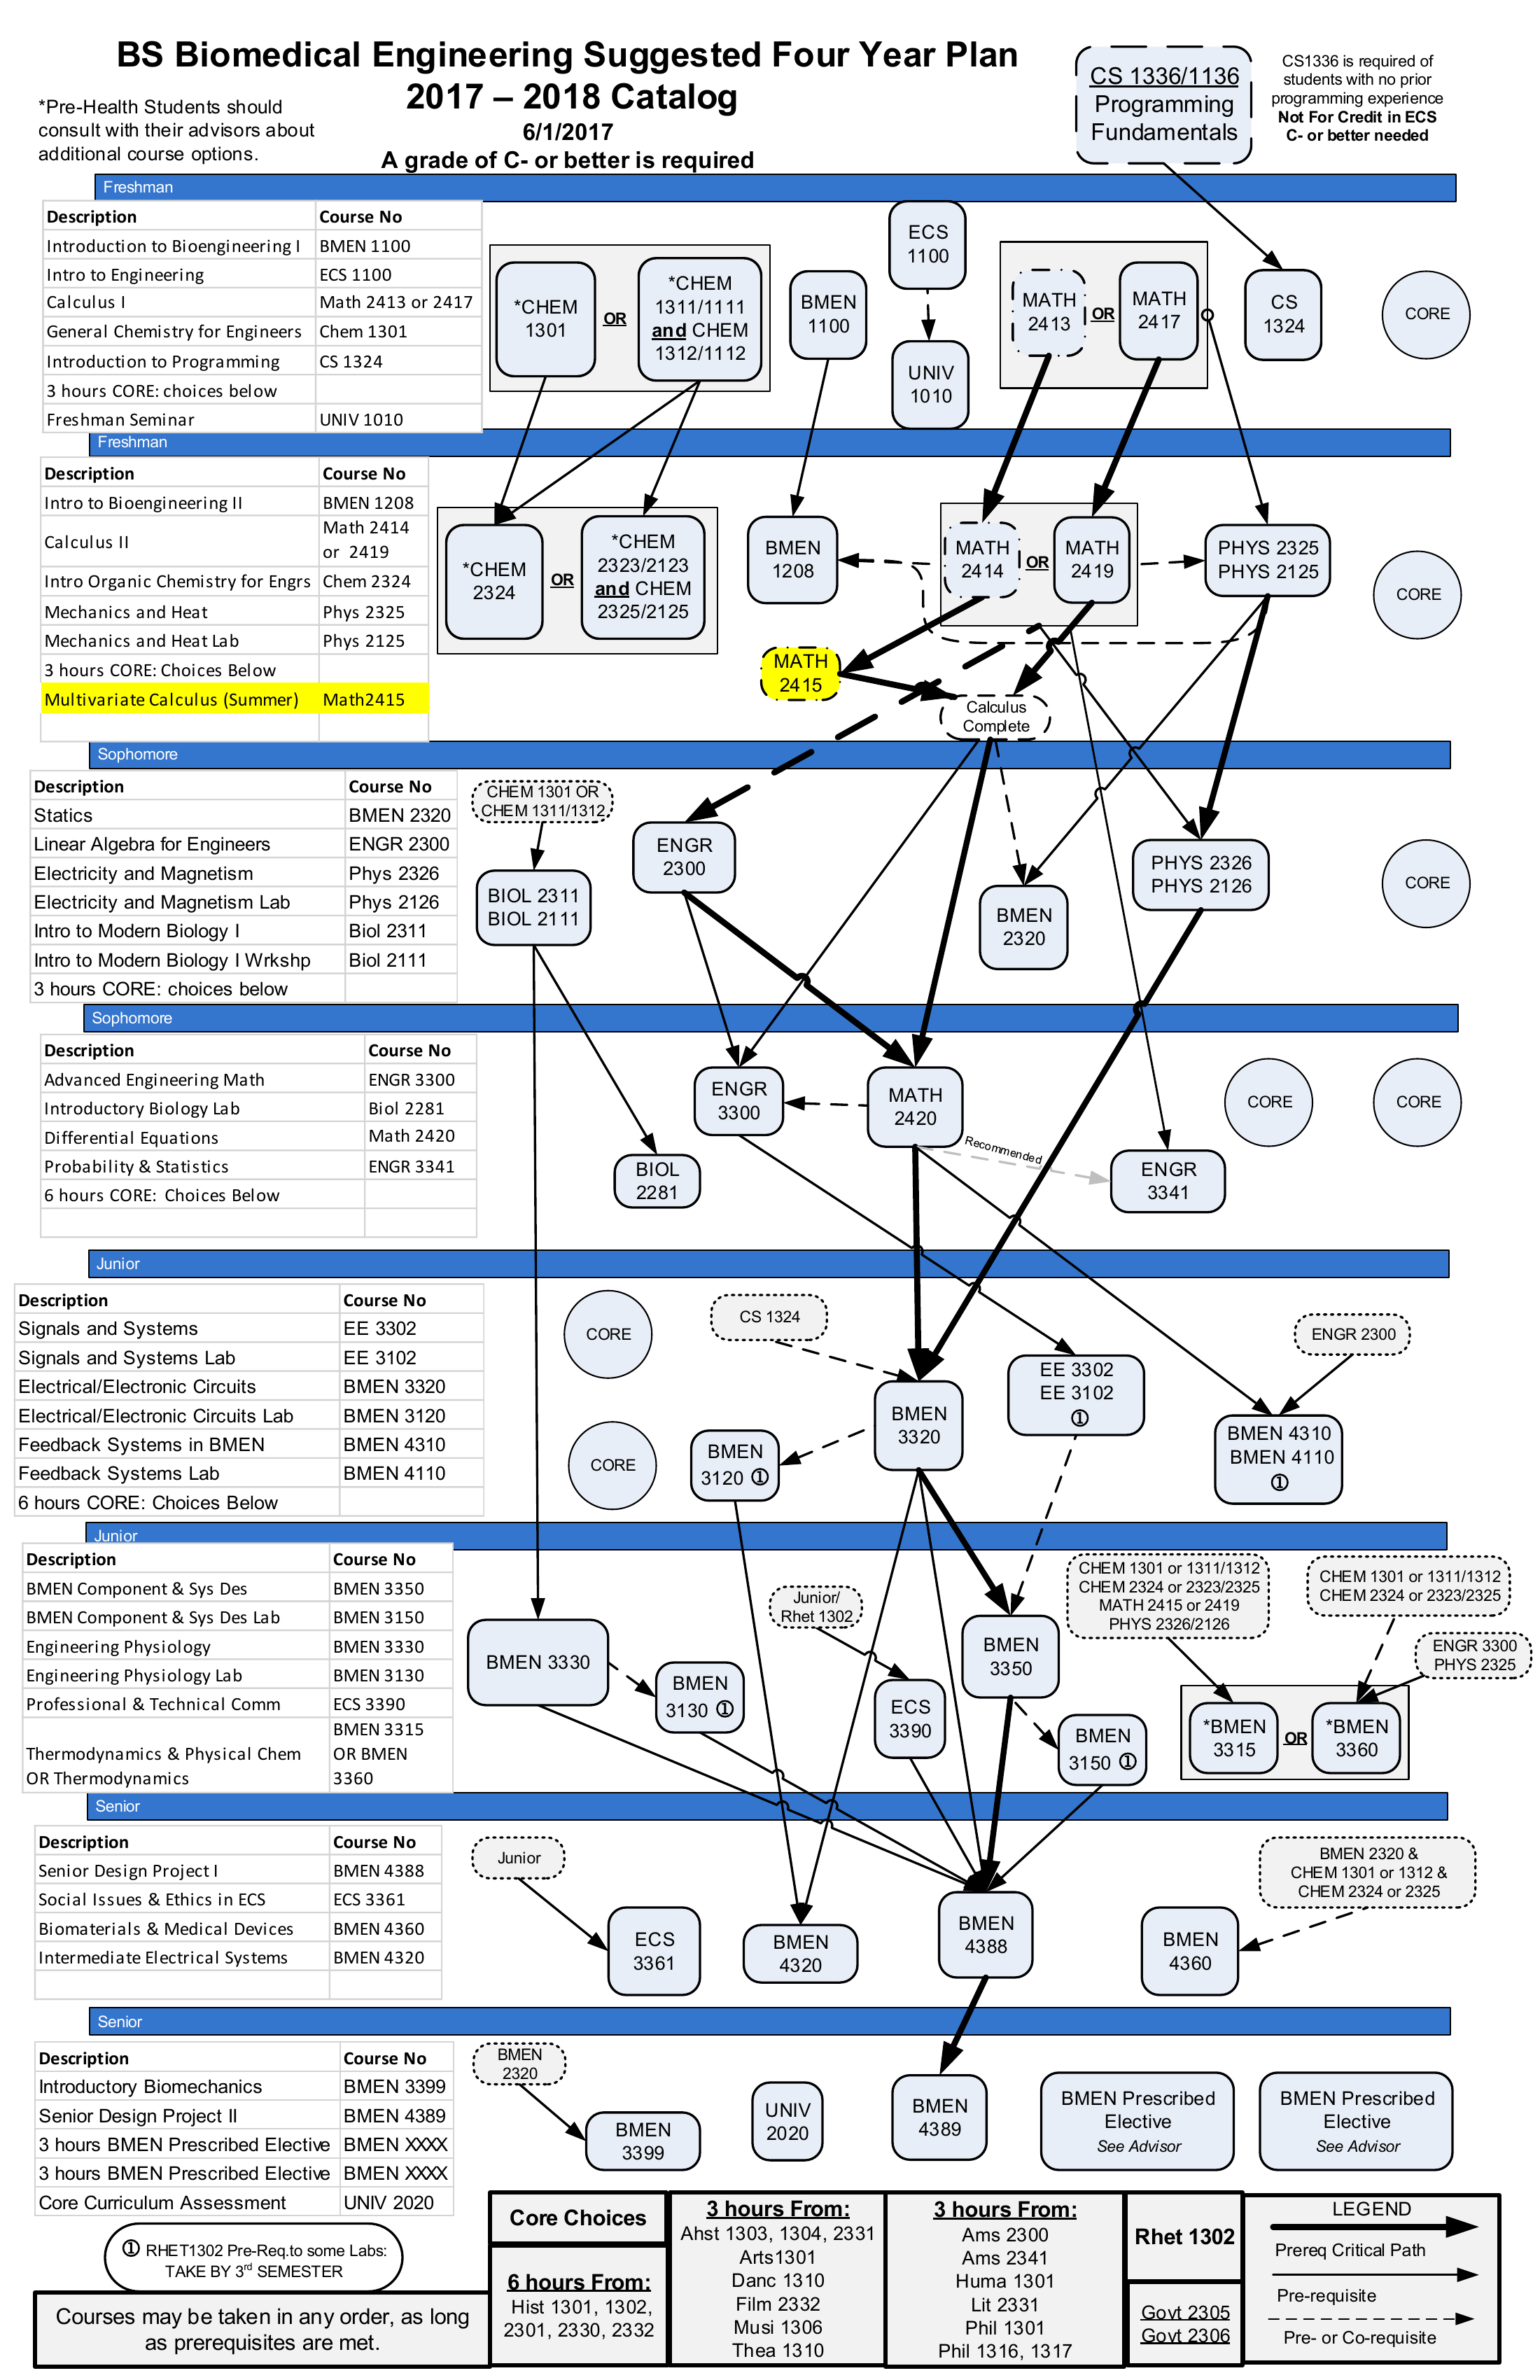 BS Biomedical Engineering Suggested Four Year Plan
2017 – 2018 Catalog
6/1/2017
A grade of C- or better is required
*Pre-Health Students should
consult with their advisors about
additional course options.
CS 1336/1136
Programming
Fundamentals
CS1336 is required of
students with no prior
programming experience
Not For Credit in ECS
C- or better needed
Freshman
Description Course No
Introduction to Bioengineering I BMEN 1100
Intro to Engineering ECS 1100
Calculus I Math 2413 or 2417
General Chemistry for Engineers Chem 1301
Introduction to Programming CS 1324
3 hours CORE: choices below
Freshman Seminar UNIV 1010
*CHEM
1301
OR
*CHEM
1311/1111
and CHEM
1312/1112
BMEN
1100
ECS
1100
UNIV
1010
MATH
2413
OR
MATH
2417
CS
1324
CORE
Freshman
Description Course No
Intro to Bioengineering II BMEN 1208
Calculus II Math 2414
or 2419
Intro Organic Chemistry for Engrs Chem 2324
Mechanics and Heat Phys 2325
Mechanics and Heat Lab Phys 2125
3 hours CORE: Choices Below
Multivariate Calculus (Summer) Math2415
*CHEM
2324
OR
*CHEM
2323/2123
and CHEM
2325/2125
BMEN
1208
MATH
2414
OR
MATH
2419
PHYS 2325
PHYS 2125
CORE
MATH
2415
Calculus
Complete
Sophomore
Description Course No
Statics BMEN 2320
Linear Algebra for Engineers ENGR 2300
Electricity and Magnetism Phys 2326
Electricity and Magnetism Lab Phys 2126
Intro to Modern Biology I Biol 2311
Intro to Modern Biology I Wrkshp Biol 2111
3 hours CORE: choices below
CHEM 1301 OR
CHEM 1311/1312
BIOL 2311
BIOL 2111
ENGR
2300
BMEN
2320
PHYS 2326
PHYS 2126
CORE
Sophomore
Description Course No
Advanced Engineering Math ENGR 3300
Introductory Biology Lab Biol 2281
Differential Equations Math 2420
Probability & Statistics ENGR 3341
6 hours CORE: Choices Below
BIOL
2281
ENGR
3300
MATH
2420
Recommended
ENGR
3341
CORE
CORE
Junior
Description Course No
Signals and Systems EE 3302
Signals and Systems Lab EE 3102
Electrical/Electronic Circuits BMEN 3320
Electrical/Electronic Circuits Lab BMEN 3120
Feedback Systems in BMEN BMEN 4310
Feedback Systems Lab BMEN 4110
6 hours CORE: Choices Below
CORE
CORE
CS 1324
BMEN
3120 ①
BMEN
3320
EE 3302
EE 3102
①
ENGR 2300
BMEN 4310
BMEN 4110
①
Junior
Description Course No
BMEN Component & Sys Des BMEN 3350
BMEN Component & Sys Des Lab BMEN 3150
Engineering Physiology BMEN 3330
Engineering Physiology Lab BMEN 3130
Professional & Technical Comm ECS 3390
Thermodynamics & Physical Chem
OR Thermodynamics
BMEN 3315
OR BMEN
3360
BMEN 3330
BMEN
3130 ①
Junior/
Rhet 1302
ECS
3390
BMEN
3350
BMEN
3150 ①
CHEM 1301 or 1311/1312
CHEM 2324 or 2323/2325
MATH 2415 or 2419
PHYS 2326/2126
CHEM 1301 or 1311/1312
CHEM 2324 or 2323/2325
ENGR 3300
PHYS 2325
*BMEN
3315
OR
*BMEN
3360
Senior
Description Course No
Senior Design Project I BMEN 4388
Social Issues & Ethics in ECS ECS 3361
Biomaterials & Medical Devices BMEN 4360
Intermediate Electrical Systems BMEN 4320
Junior
ECS
3361
BMEN
4320
BMEN
4388
BMEN 2320 &
CHEM 1301 or 1312 &
CHEM 2324 or 2325
BMEN
4360
Senior
Description Course No
Introductory Biomechanics BMEN 3399
Senior Design Project II BMEN 4389
3 hours BMEN Prescribed Elective BMEN XXXX
3 hours BMEN Prescribed Elective BMEN XXXX
Core Curriculum Assessment UNIV 2020
BMEN
2320
BMEN
3399
UNIV
2020
BMEN
4389
BMEN Prescribed
Elective
See Advisor
BMEN Prescribed
Elective
See Advisor
① RHET1302 Pre-Req.to some Labs:
TAKE BY 3rd SEMESTER
Courses may be taken in any order, as long
as prerequisites are met.
Core Choices
6 hours From:
Hist 1301, 1302,
2301, 2330, 2332
3 hours From:
Ahst 1303, 1304, 2331
Arts1301
Danc 1310
Film 2332
Musi 1306
Thea 1310
3 hours From:
Ams 2300
Ams 2341
Huma 1301
Lit 2331
Phil 1301
Phil 1316, 1317
Rhet 1302
Govt 2305
Govt 2306
LEGEND
Prereq Critical Path
Pre-requisite
Pre- or Co-requisite